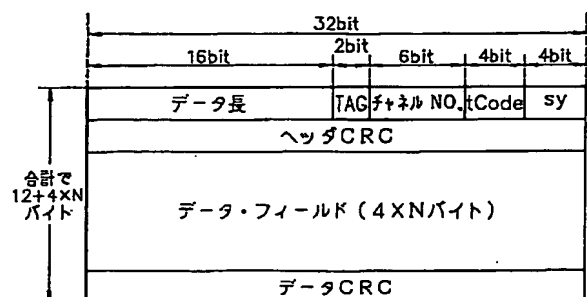 32bit
16bit 2bit 6bit 4bit 4bit
データ長 TAG チャネル NO. tCode sy
ヘッダCRC
合計で
12+4×N
バイト
データ・フィールド(4×Nバイト)
データCRC